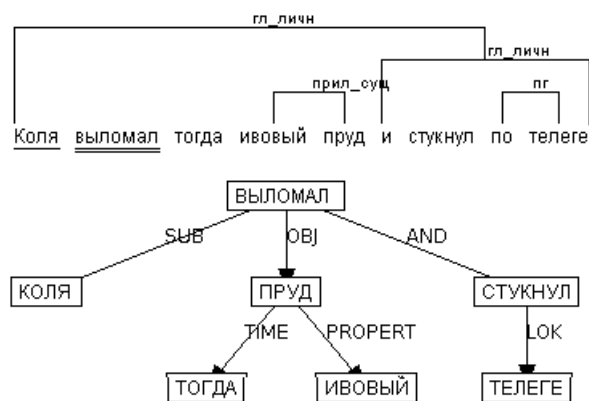 гл_личн
гл_личн
прил_сущ пг
Коля выломал тогда ивовый пруд и стукнул по телеге
ВЫЛОМАЛ
SUB OBJ AND
КОЛЯ ПРУД СТУКНУЛ
TIME PROPERT LOK
ТОГДА ИВОВЫЙ ТЕЛЕГЕ